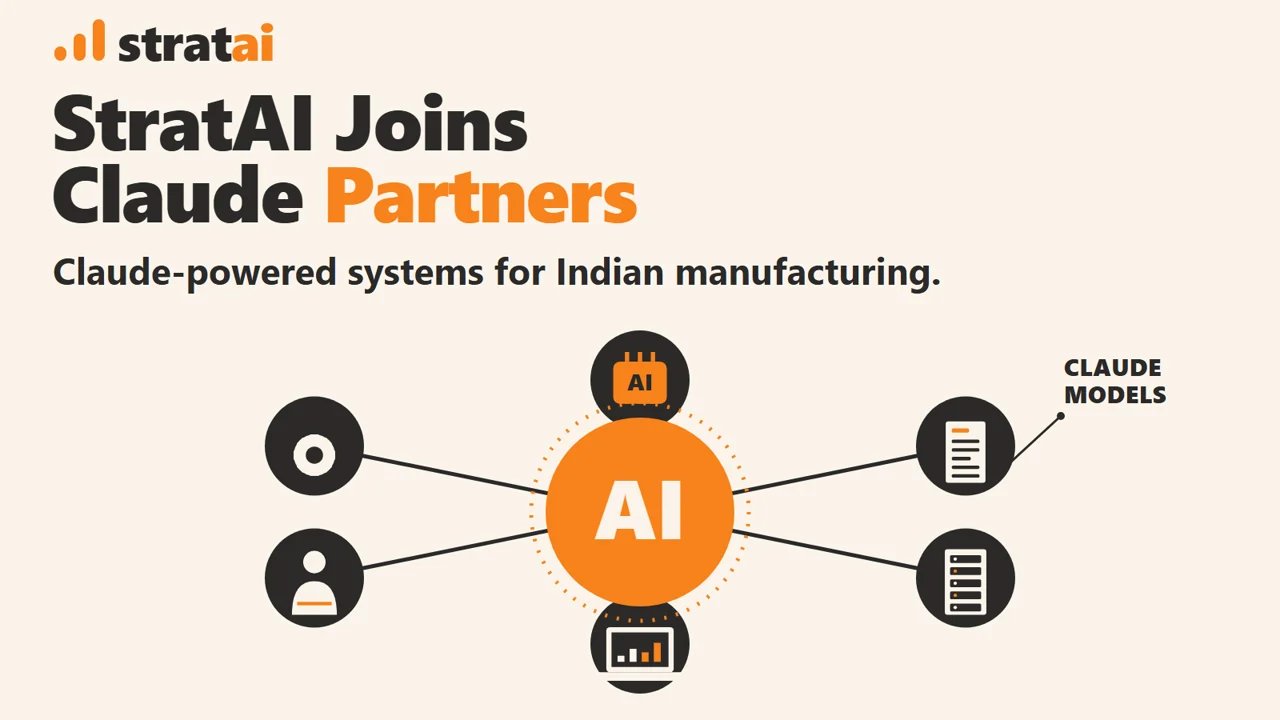 stratai
StratAI Joins
Claude Partners
Claude-powered systems for Indian manufacturing.
AI
CLAUDE
MODELS
AI